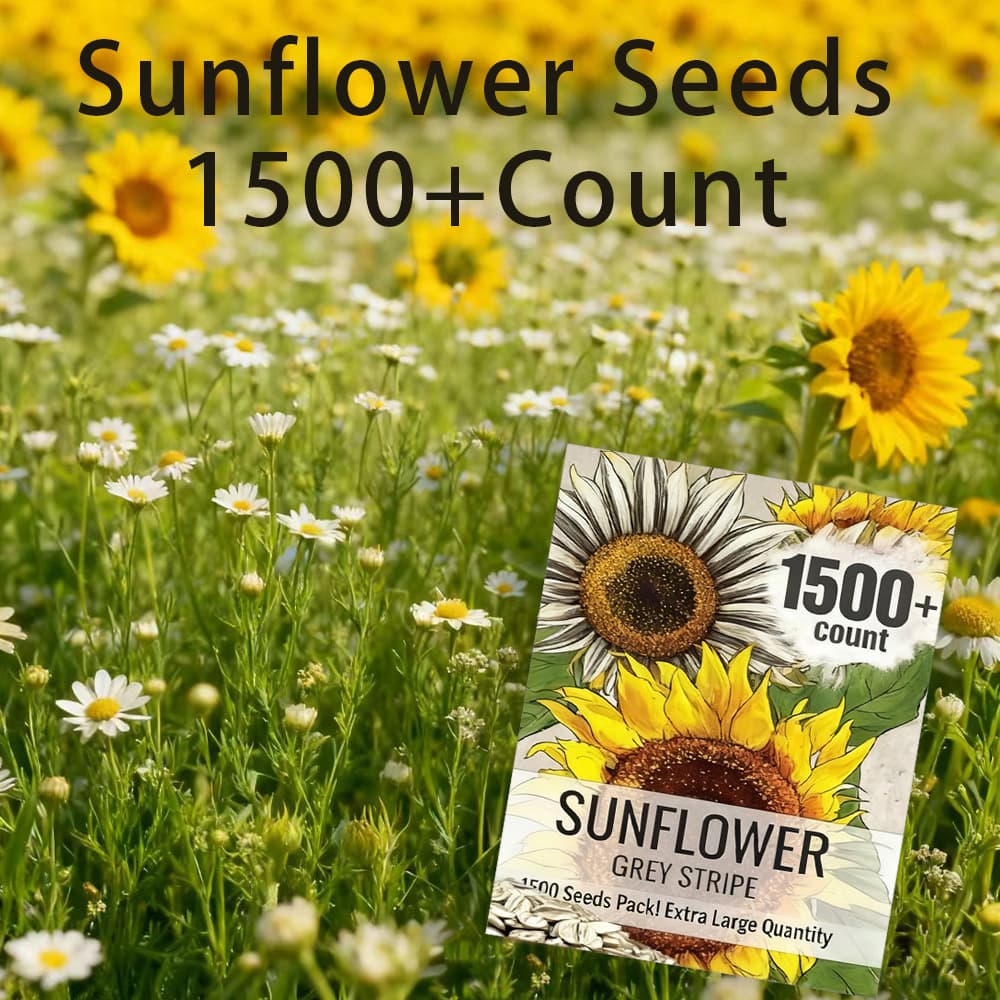 Sunflower Seeds
1500+Count
1500+
count
SUNFLOWER
GREY STRIPE
1500 Seeds Pack! Extra Large Quantity